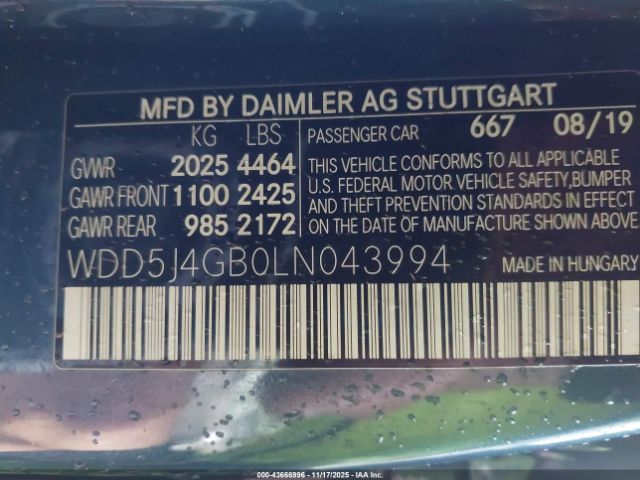 MFD BY DAIMLER AG STUTTGART
KG LBS PASSENGER CAR 667 08/19
GVWR 2025 4464 THIS VEHICLE CONFORMS TO ALL APPLICABLE
GAWR FRONT 1100 2425 U.S. FEDERAL MOTOR VEHICLE SAFETY,BUMPER
AND THEFT PREVENTION STANDARDS IN EFFECT
GAWR REAR 985 2172 ON THE DATE OF MANUFACTURE SHOWN ABOVE.
WDD5J4GB0LN043994 MADE IN HUNGARY
000-43666996 - 11/17/2025 - IAA Inc.